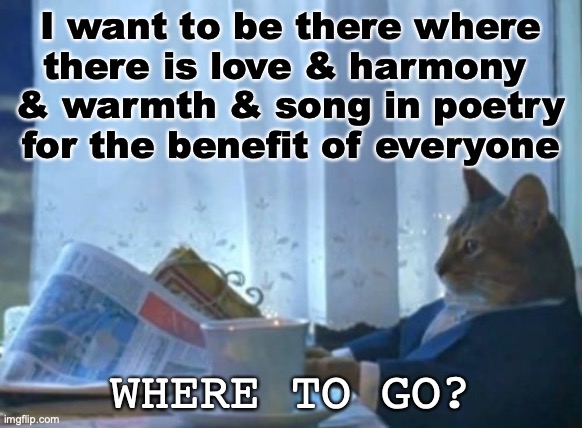 I want to be there where
there is love & harmony
& warmth & song in poetry
for the benefit of everyone
WHERE TO GO?
imgflip.com